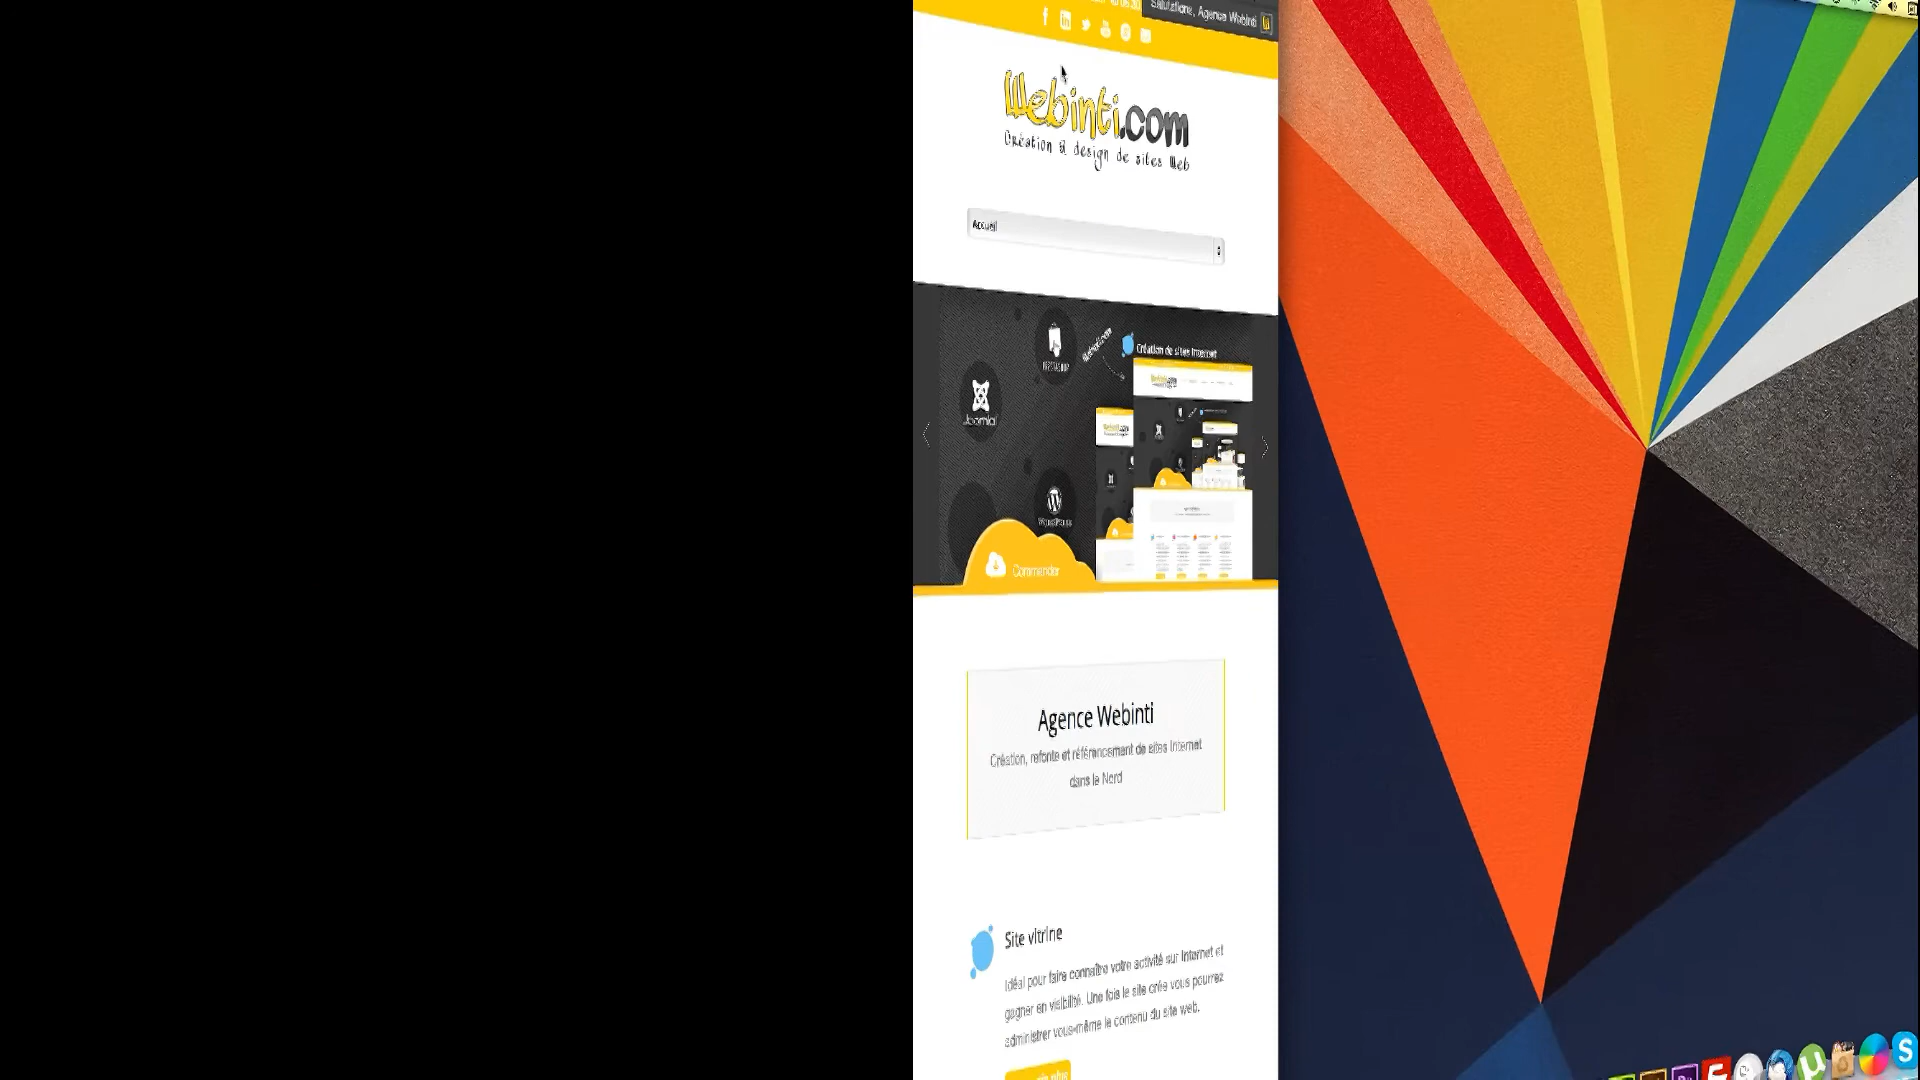 Salutations, Agence Webinti
Webinti.com
Création & design de sites Web
Accueil
Création de sites Internet
PRESTASHOP
Joomla!
WordPress
Commander
Agence Webinti
Création, refonte et référencement de sites Internet
dans le Nord
Site vitrine
Idéal pour faire connaître votre activité sur Internet et
gagner en visibilité. Une fois le site crée vous pourrez
administrer vous-même le contenu du site web.